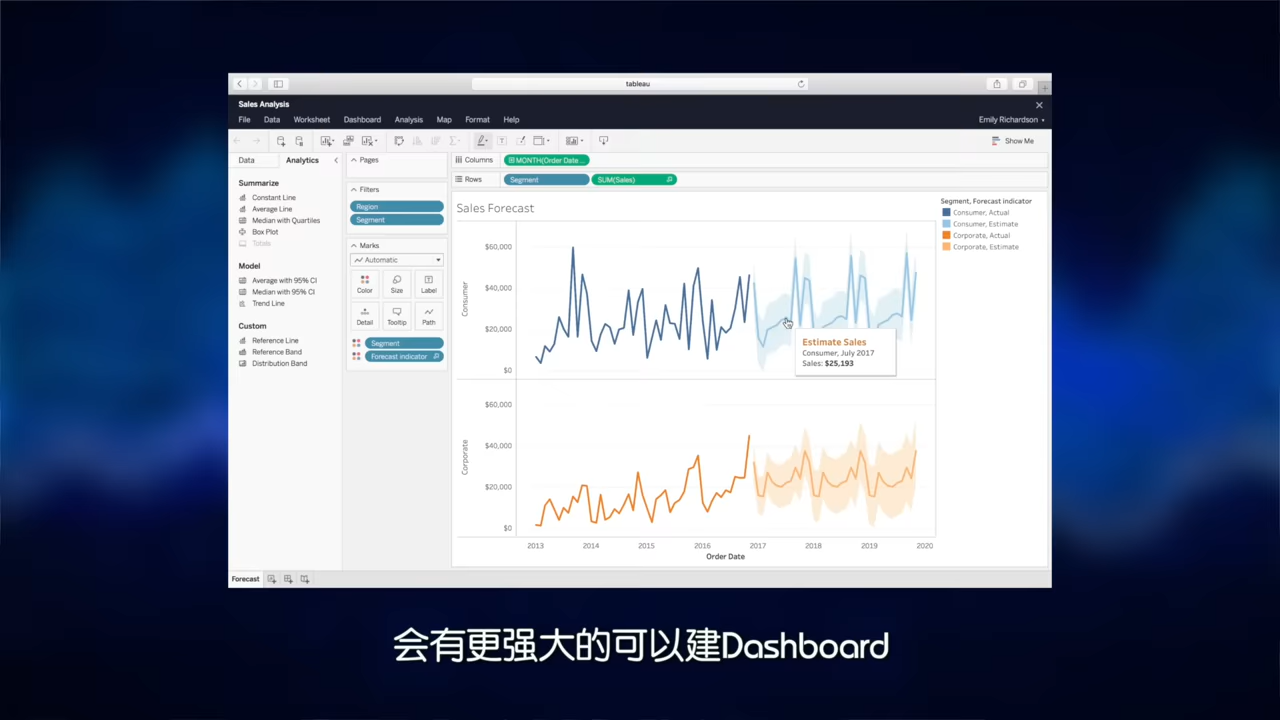 tableau
Sales Analysis
File Data Worksheet Dashboard Analysis Map Format Help
Emily Richardson
Show Me
Data Analytics
Summarize
Constant Line
Average Line
Median with Quartiles
Box Plot
Totals
Model
Average with 95% CI
Median with 95% CI
Trend Line
Custom
Reference Line
Reference Band
Distribution Band
Pages
Filters
Region
Segment
Marks
Automatic
Color Size Label
Detail Tooltip Path
Segment
Forecast indicator
Columns MONTH(Order Date...
Rows Segment SUM(Sales)
Sales Forecast
Consumer
$60,000
$40,000
$20,000
$0
Estimate Sales
Consumer, July 2017
Sales: $25,193
Corporate
$60,000
$40,000
$20,000
$0
2013 2014 2015 2016 2017 2018 2019 2020
Order Date
Segment, Forecast indicator
Consumer, Actual
Consumer, Estimate
Corporate, Actual
Corporate, Estimate
Forecast
会有更强大的可以建Dashboard